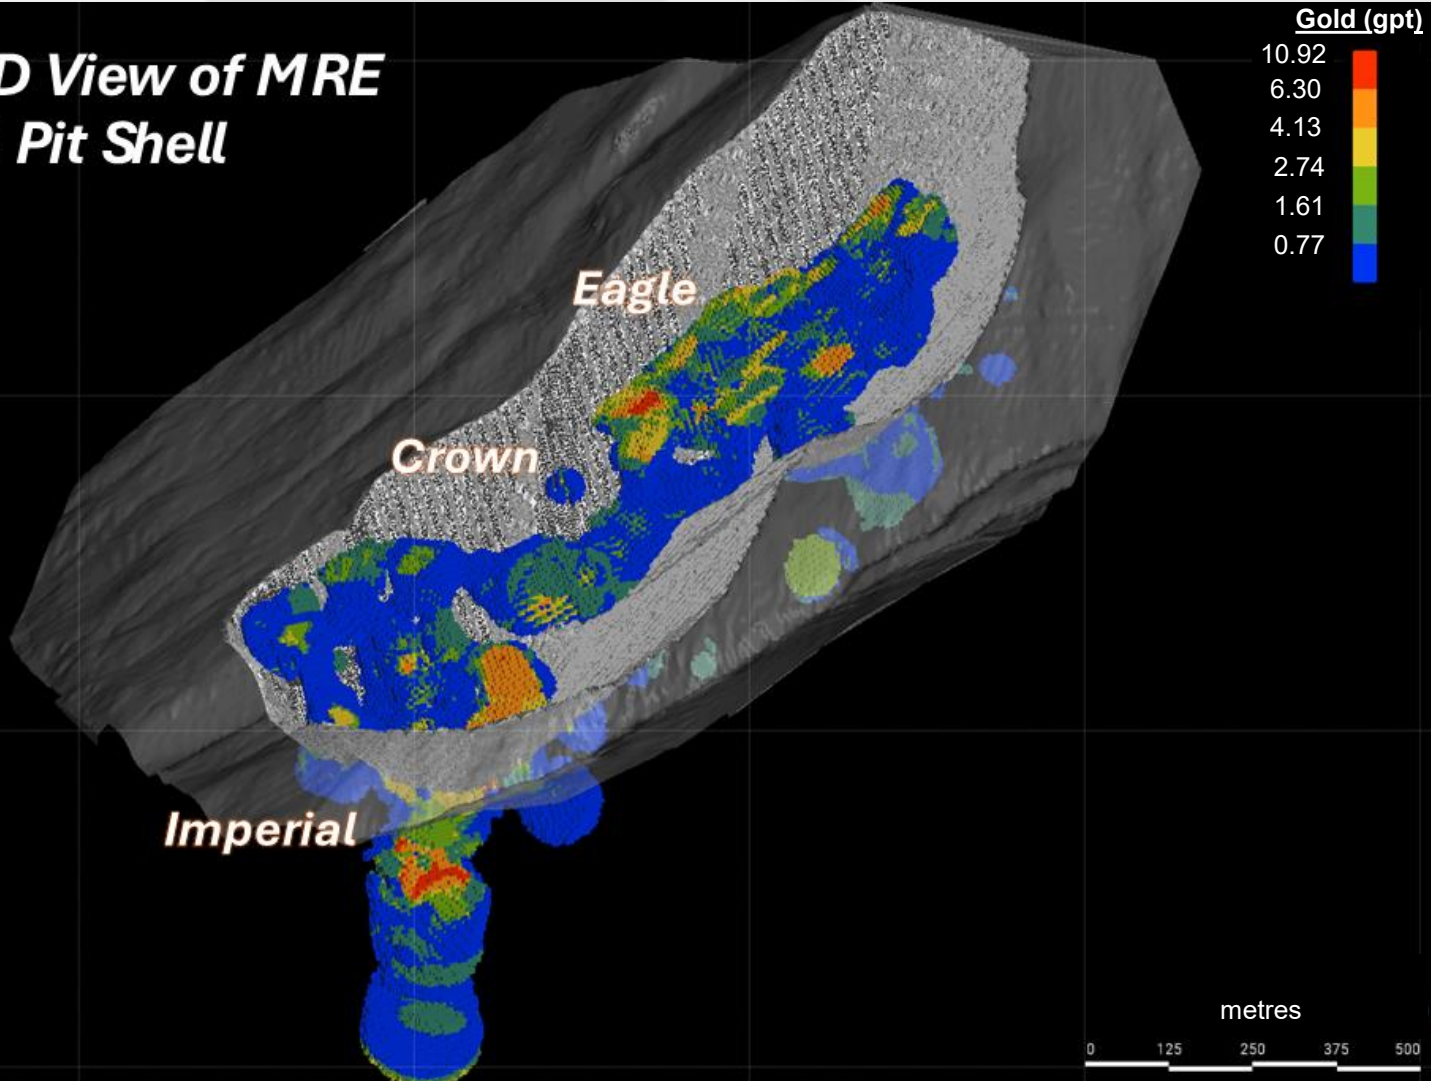 D View of MRE
Pit Shell
Gold (gpt)
10.92
6.30
4.13
2.74
1.61
0.77
Eagle
Crown
Imperial
metres
0 125 250 375 500